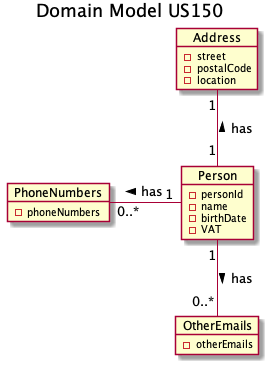 Domain Model US150
Address
street
postalCode
location
1
has
1
Person
personId
name
birthDate
VAT
has 1
0..*
PhoneNumbers
phoneNumbers
1
has
0..*
OtherEmails
otherEmails